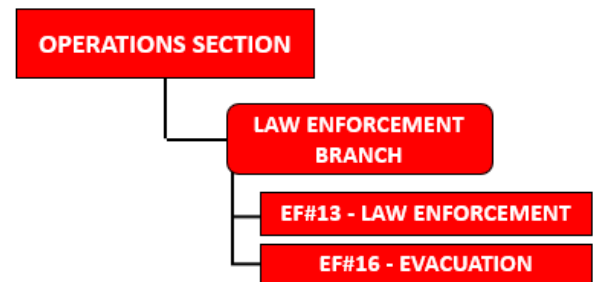 OPERATIONS SECTION
LAW ENFORCEMENT
BRANCH
EF#13 - LAW ENFORCEMENT
EF#16 - EVACUATION